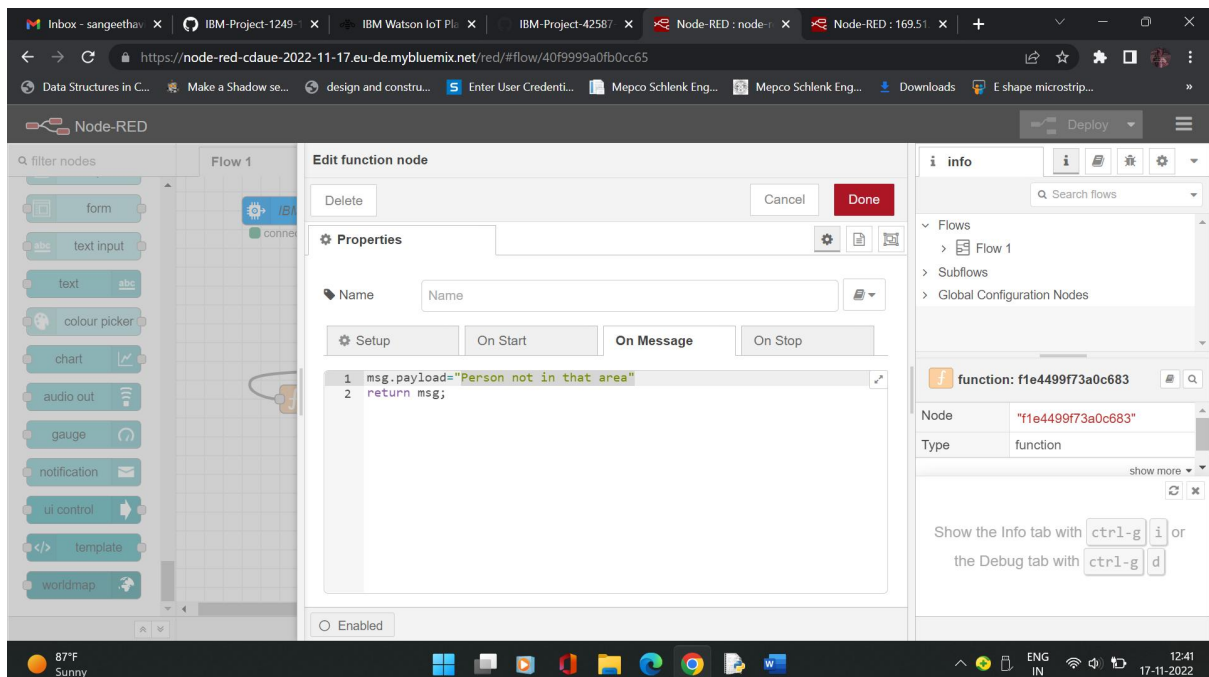 Inbox - sangeethav
IBM-Project-1249-1
IBM Watson IoT Pla
IBM-Project-42587
Node-RED : node-r
Node-RED : 169.51.
https://node-red-cdaue-2022-11-17.eu-de.mybluemix.net/red/#flow/40f9999a0fb0cc65
Data Structures in C...
Make a Shadow se...
design and constru...
Enter User Credenti...
Mepco Schlenk Eng...
Mepco Schlenk Eng...
Downloads
E shape microstrip...
»
Node-RED
Deploy
filter nodes
form
text input
text
colour picker
chart
audio out
gauge
notification
ui control
template
worldmap
Flow 1
IBM
connec
Edit function node
Delete
Cancel
Done
Properties
Name
Name
Setup
On Start
On Message
On Stop
1 msg.payload="Person not in that area"
2 return msg;
Enabled
i info
Search flows
Flows
Flow 1
Subflows
Global Configuration Nodes
function: f1e4499f73a0c683
Node "f1e4499f73a0c683"
Type function
show more
Show the Info tab with ctrl-g i or
the Debug tab with ctrl-g d
87°F
Sunny
ENG
IN
12:41
17-11-2022